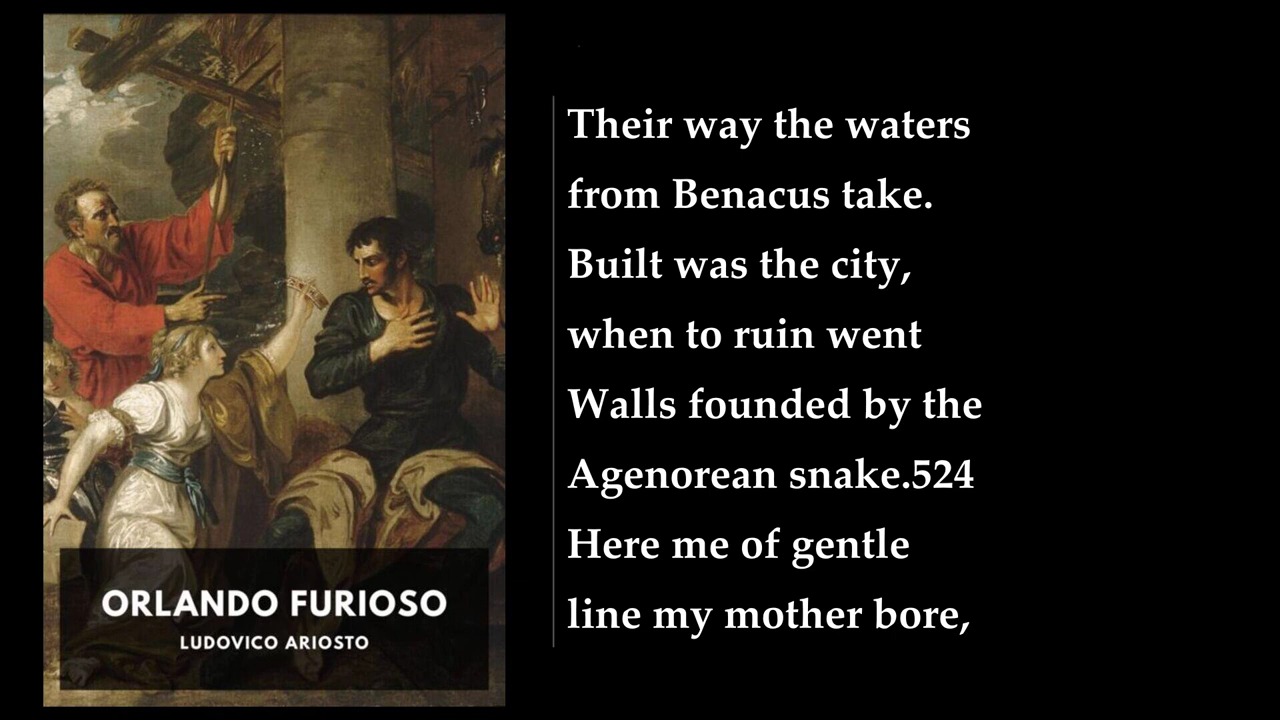 ORLANDO FURIOSO
LUDOVICO ARIOSTO
Their way the waters
from Benacus take.
Built was the city,
when to ruin went
Walls founded by the
Agenorean snake.524
Here me of gentle
line my mother bore,